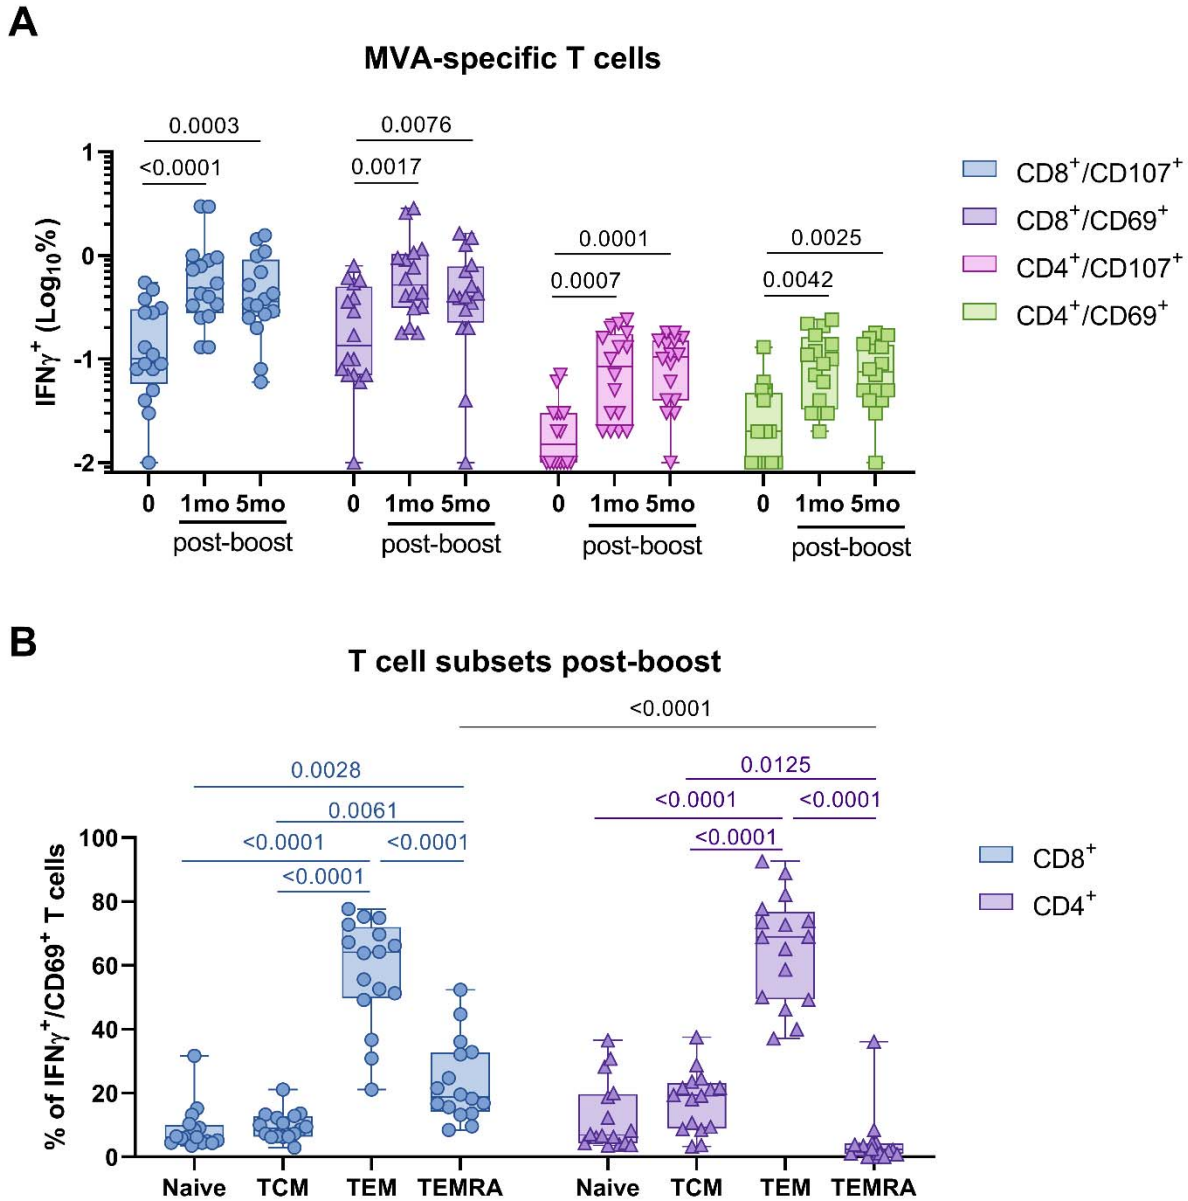 A
MVA-specific T cells
0.0003
<0.0001
0.0076
0.0017
0.0001
0.0007
0.0025
0.0042
IFNγ⁺ (Log₁₀%)
1
0
-1
-2
0 1mo 5mo
post-boost
0 1mo 5mo
post-boost
0 1mo 5mo
post-boost
0 1mo 5mo
post-boost
CD8⁺/CD107⁺
CD8⁺/CD69⁺
CD4⁺/CD107⁺
CD4⁺/CD69⁺
B
T cell subsets post-boost
<0.0001
0.0028
0.0061
<0.0001 <0.0001
<0.0001
0.0125
<0.0001 <0.0001
<0.0001
% of IFNγ⁺/CD69⁺ T cells
100
80
60
40
20
0
Naive TCM TEM TEMRA
Naive TCM TEM TEMRA
CD8⁺
CD4⁺